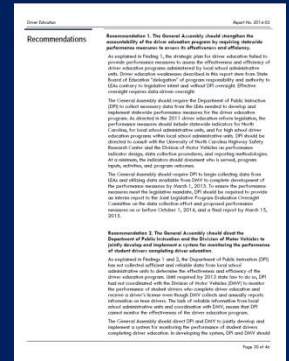 Driver Education
Report No. 2014-02
Recommendations
Recommendation 1. The General Assembly should strengthen the
accountability of the driver education program by requiring statewide
performance measures to ensure its effectiveness and efficiency.
As explained in Finding 1, the strategic plan for driver education failed to
provide performance measures to assess the effectiveness and efficiency of
driver education programs administered by local school administrative
units. Driver education weaknesses described in this report stem from State
Board of Education "delegation" of program responsibility and authority to
LEAs contrary to legislative intent and without DPI oversight. Effective
oversight requires data-driven oversight.
The General Assembly should require the Department of Public Instruction
(DPI) to collect necessary data from the LEAs needed to develop and
implement statewide performance measures for the driver education
program. As directed in the 2011 driver education reform legislation, the
performance measures should include statewide indicators for North
Carolina, for local school administrative units, and for high school driver
education programs within local school administrative units. DPI should be
directed to consult with the University of North Carolina Highway Safety
Research Center and the Division of Motor Vehicles on performance
indicator design, data collection procedures, and reporting methodologies.
At a minimum, the indicators should document who is served, program
inputs, activities, and program outcomes.
The General Assembly should require DPI to begin collecting data from
LEAs and utilizing data available from DMV to complete development of
the performance measures by March 1, 2015. To ensure the performance
measures meet the legislative mandate, DPI should be required to provide
an interim report to the Joint Legislative Program Evaluation Oversight
Committee on the data collection effort and proposed performance
measures on or before October 1, 2014, and a final report by March 15,
2015.
Recommendation 2. The General Assembly should direct the
Department of Public Instruction and the Division of Motor Vehicles to
jointly develop and implement a system for monitoring the performance
of student drivers completing driver education.
As explained in Findings 1 and 2, the Department of Public Instruction (DPI)
has not collected sufficient and reliable data from local school
administrative units to determine the effectiveness and efficiency of the
driver education program. Until required by 2013 state law to do so, DPI
had not coordinated with the Division of Motor Vehicles (DMV) to monitor
the performance of student drivers who complete driver education and
receive a driver's license even though DMV collects and annually reports
information on teen drivers. The lack of reliable information from local
school administrative units and coordination with DMV, means that DPI
cannot monitor the effectiveness of the driver education program.
The General Assembly should direct DPI and DMV to jointly develop and
implement a system for monitoring the performance of student drivers
completing driver education. In developing the system, DPI and DMV should